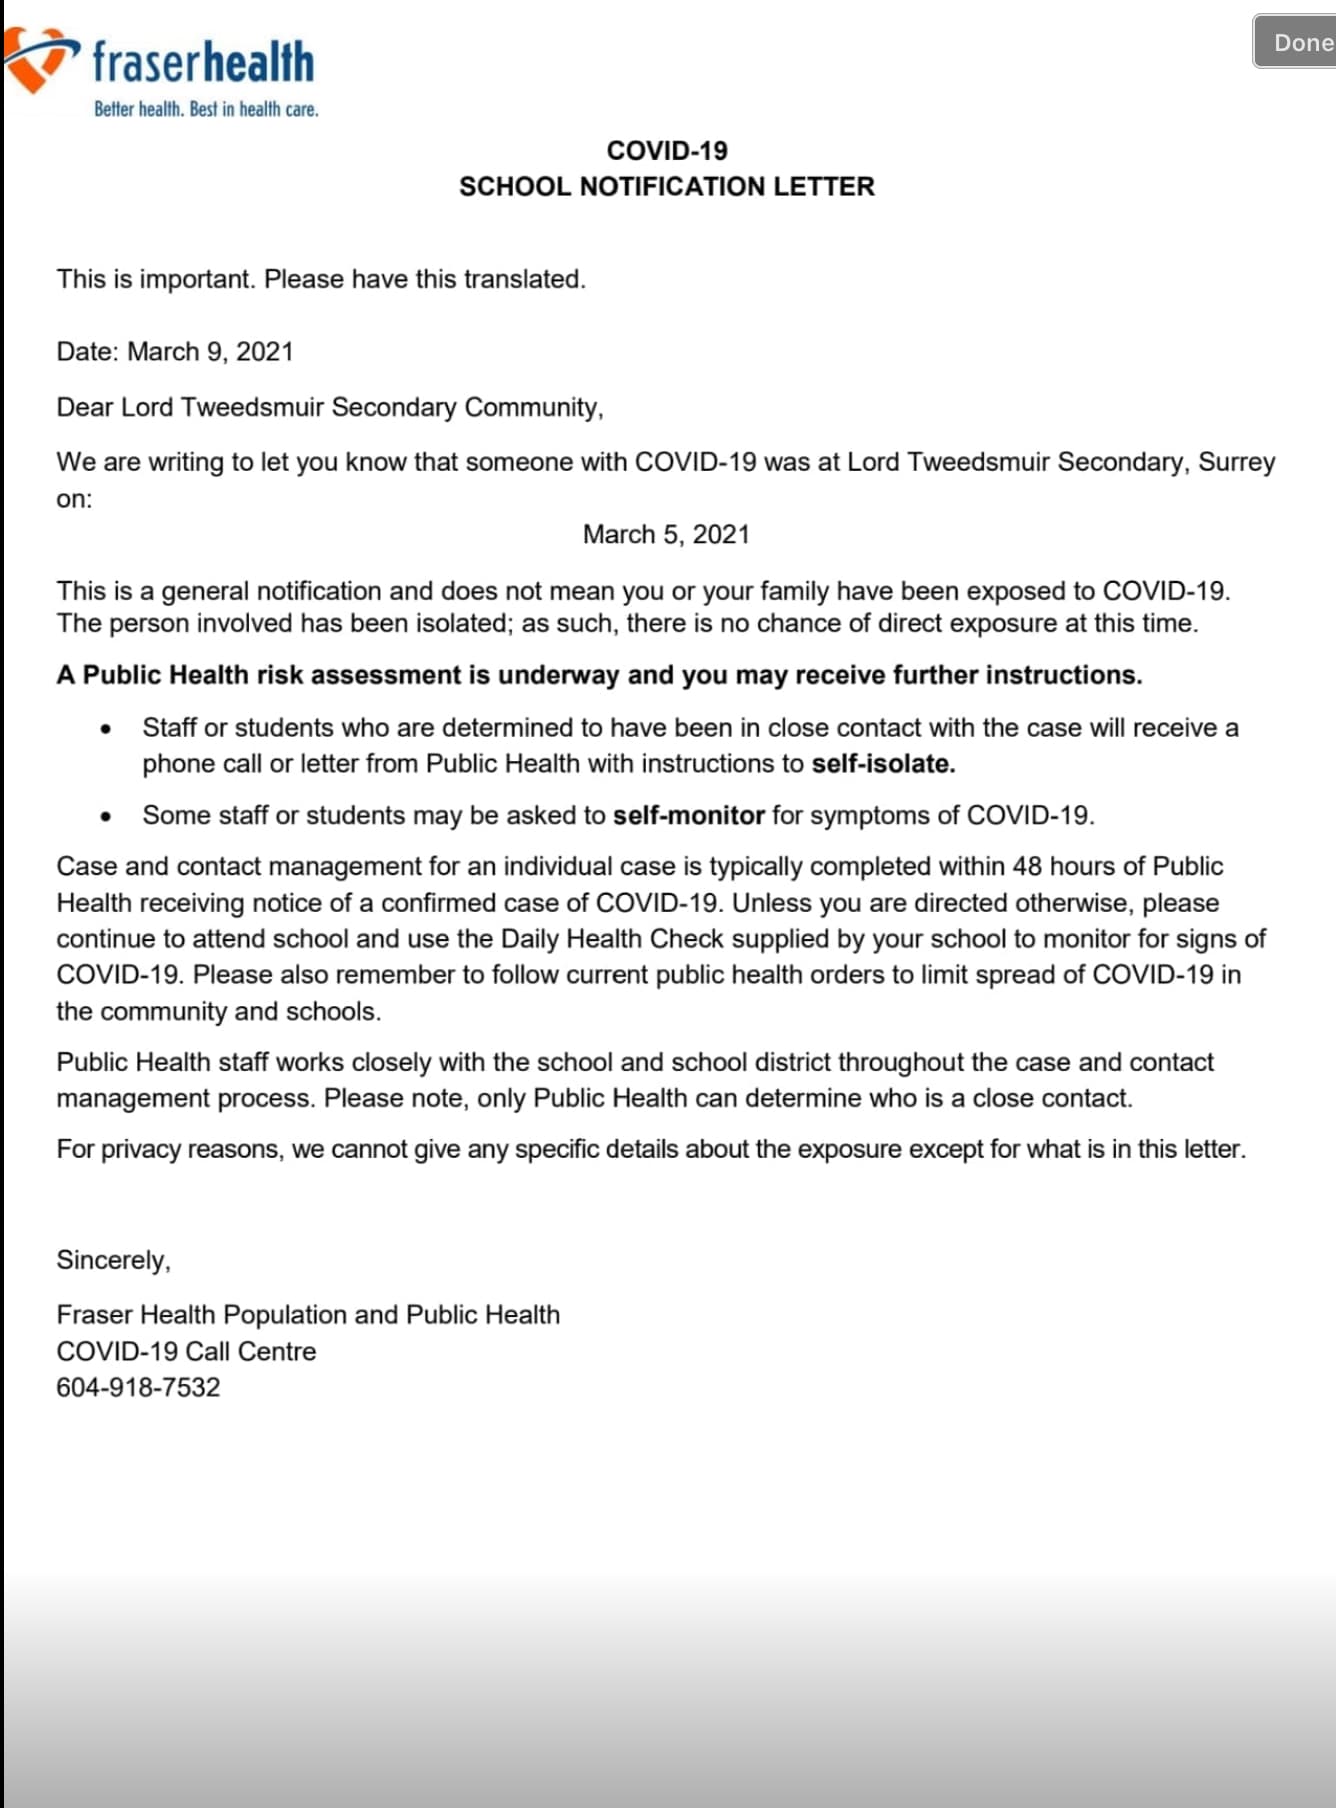 fraserhealth
Done
Better health. Best in health care.
COVID-19
SCHOOL NOTIFICATION LETTER
This is important. Please have this translated.
Date: March 9, 2021
Dear Lord Tweedsmuir Secondary Community,
We are writing to let you know that someone with COVID-19 was at Lord Tweedsmuir Secondary, Surrey
on:
March 5, 2021
This is a general notification and does not mean you or your family have been exposed to COVID-19.
The person involved has been isolated; as such, there is no chance of direct exposure at this time.
A Public Health risk assessment is underway and you may receive further instructions.
• Staff or students who are determined to have been in close contact with the case will receive a
phone call or letter from Public Health with instructions to self-isolate.
• Some staff or students may be asked to self-monitor for symptoms of COVID-19.
Case and contact management for an individual case is typically completed within 48 hours of Public
Health receiving notice of a confirmed case of COVID-19. Unless you are directed otherwise, please
continue to attend school and use the Daily Health Check supplied by your school to monitor for signs of
COVID-19. Please also remember to follow current public health orders to limit spread of COVID-19 in
the community and schools.
Public Health staff works closely with the school and school district throughout the case and contact
management process. Please note, only Public Health can determine who is a close contact.
For privacy reasons, we cannot give any specific details about the exposure except for what is in this letter.
Sincerely,
Fraser Health Population and Public Health
COVID-19 Call Centre
604-918-7532